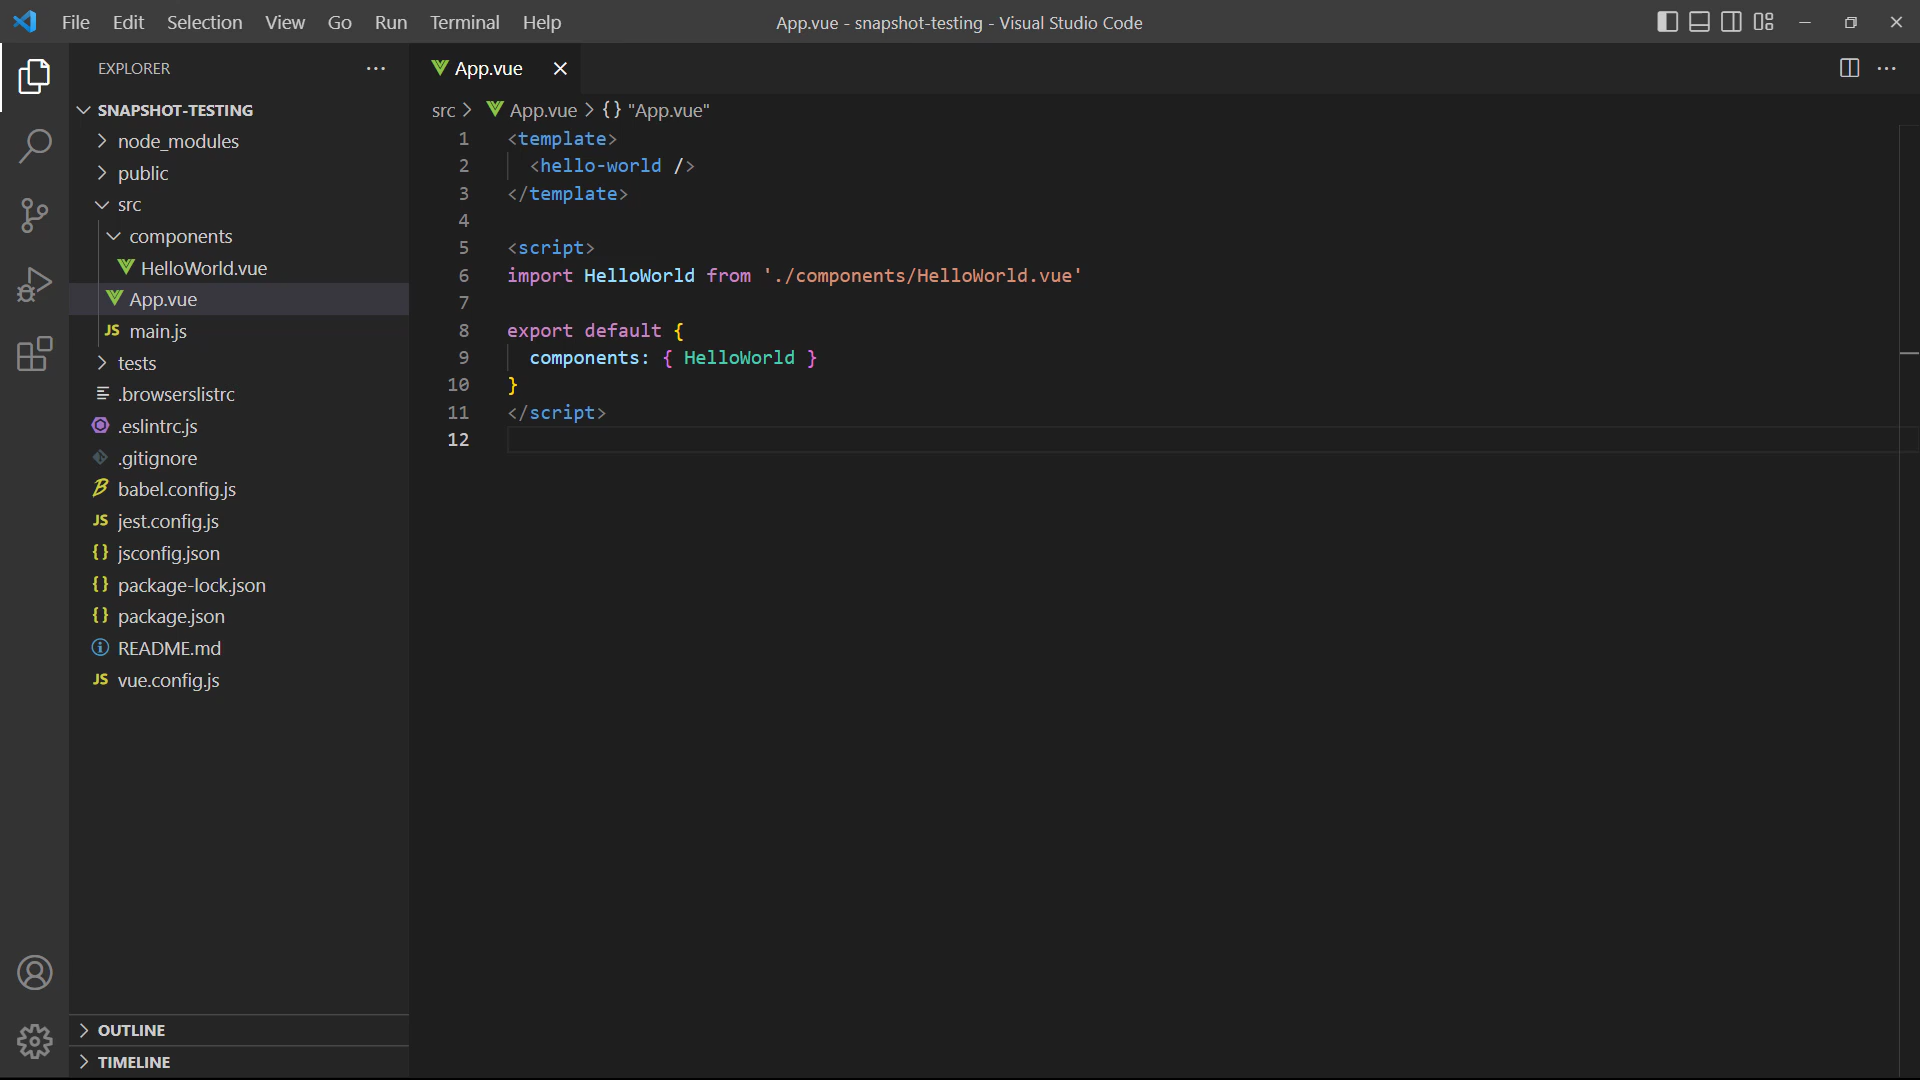 File Edit Selection View Go Run Terminal Help App.vue - snapshot-testing - Visual Studio Code
EXPLORER
SNAPSHOT-TESTING
node_modules
public
src
components
HelloWorld.vue
App.vue
JS main.js
tests
.browserslistrc
.eslintrc.js
.gitignore
babel.config.js
JS jest.config.js
{} jsconfig.json
{} package-lock.json
{} package.json
README.md
JS vue.config.js
OUTLINE
TIMELINE
App.vue
src > App.vue > {} "App.vue"
1 <template>
2 <hello-world />
3 </template>
4
5 <script>
6 import HelloWorld from './components/HelloWorld.vue'
7
8 export default {
9 components: { HelloWorld }
10 }
11 </script>
12